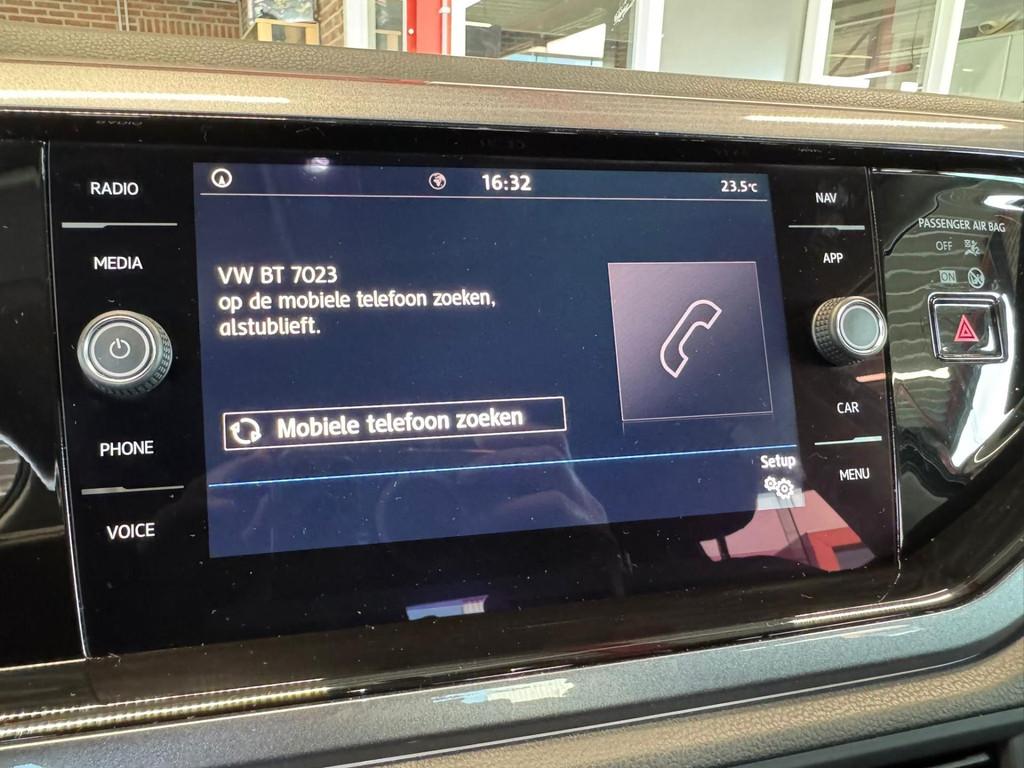 16:32
23.5°C
RADIO
MEDIA
PHONE
VOICE
VW BT 7023
op de mobiele telefoon zoeken,
alstublieft.
Mobiele telefoon zoeken
Setup
NAV
APP
CAR
MENU
PASSENGER AIR BAG
OFF
ON